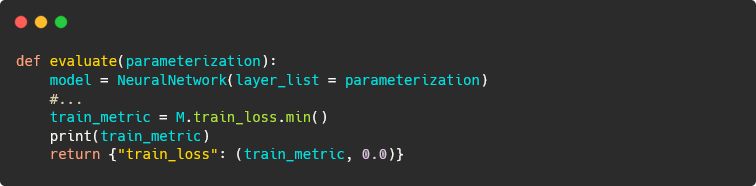 def evaluate(parameterization):
    model = NeuralNetwork(layer_list = parameterization)
    #...
    train_metric = M.train_loss.min()
    print(train_metric)
    return {"train_loss": (train_metric, 0.0)}